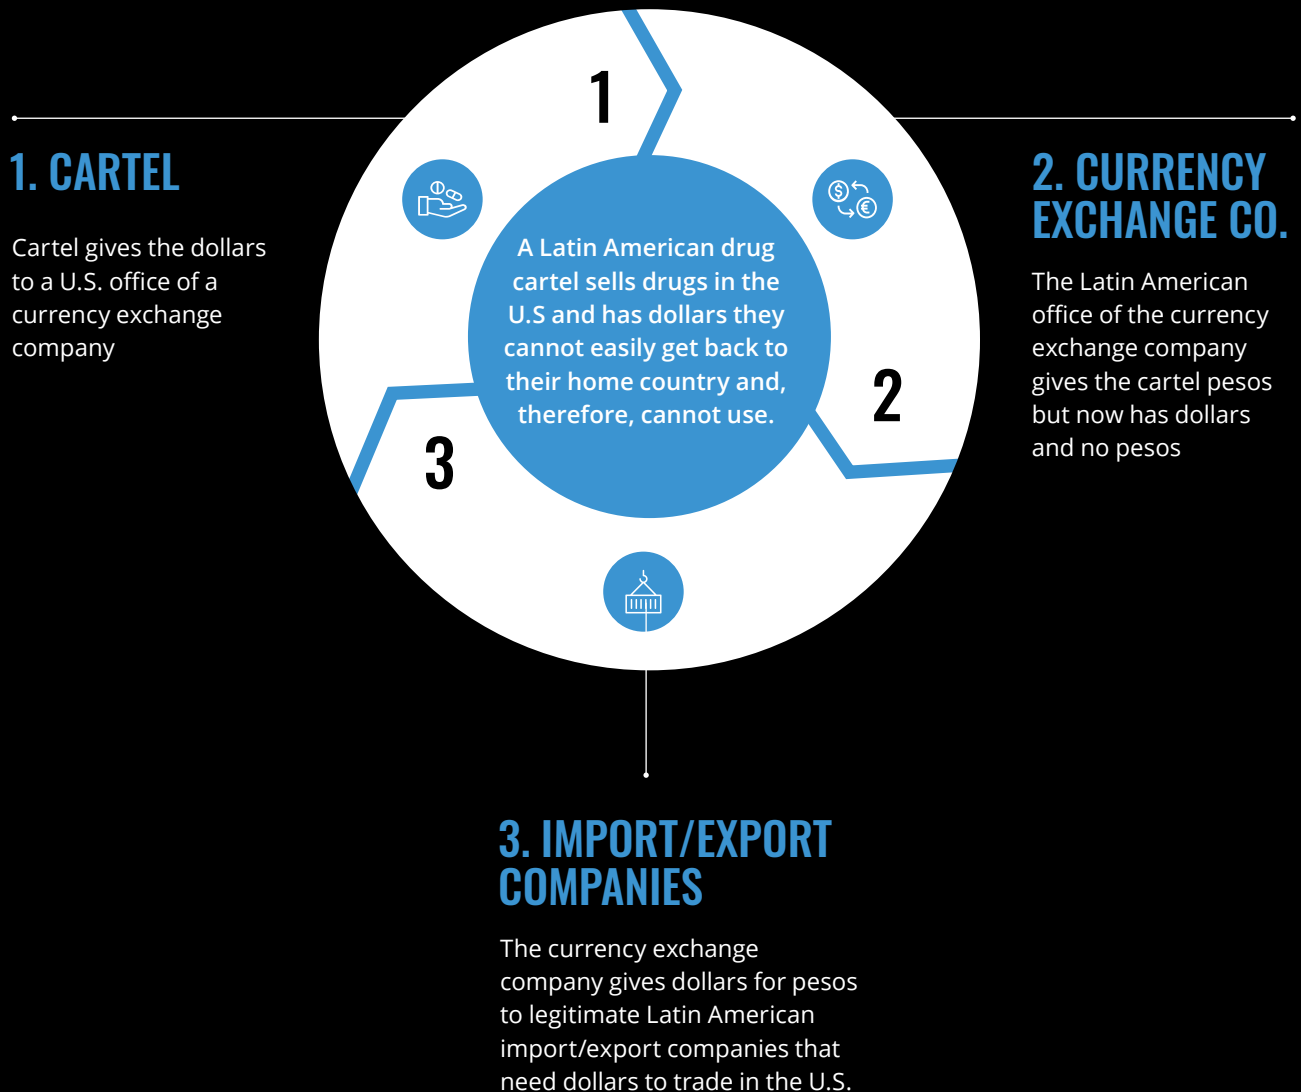 1
1. CARTEL
Cartel gives the dollars
to a U.S. office of a
currency exchange
company
A Latin American drug
cartel sells drugs in the
U.S and has dollars they
cannot easily get back to
their home country and,
therefore, cannot use.
$
€
2. CURRENCY
EXCHANGE CO.
The Latin American
office of the currency
exchange company
gives the cartel pesos
but now has dollars
and no pesos
2
3
3. IMPORT/EXPORT
COMPANIES
The currency exchange
company gives dollars for pesos
to legitimate Latin American
import/export companies that
need dollars to trade in the U.S.